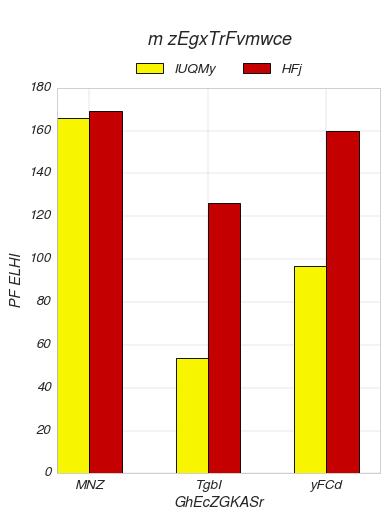 m zEgxTrFvmwce
IUQMy
HFj
180
160
140
120
100
80
60
40
20
0
PF ELHI
MNZ
TgbI
yFCd
GhEcZGKASr